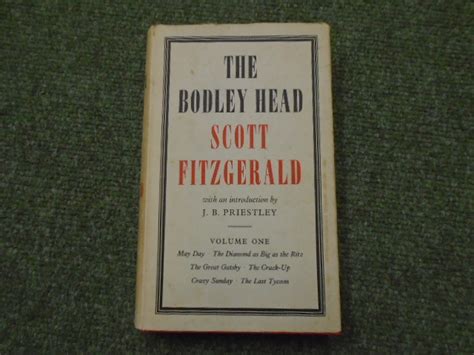 THE
BODLEY HEAD
SCOTT
FITZGERALD
with an introduction by
J. B. PRIESTLEY
VOLUME ONE
May Day · The Diamond as Big as the Ritz
The Great Gatsby · The Crack-Up
Crazy Sunday · The Last Tycoon